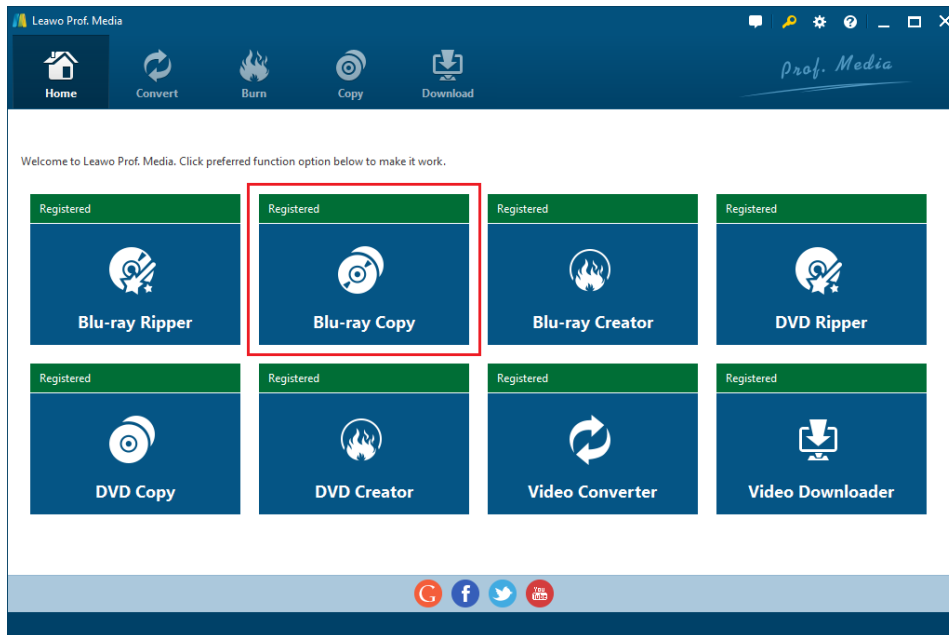 Leawo Prof. Media
Home Convert Burn Copy Download
Prof. Media
Welcome to Leawo Prof. Media. Click preferred function option below to make it work.
Registered Registered Registered Registered
Blu-ray Ripper Blu-ray Copy Blu-ray Creator DVD Ripper
Registered Registered Registered Registered
DVD Copy DVD Creator Video Converter Video Downloader
G f You Tube